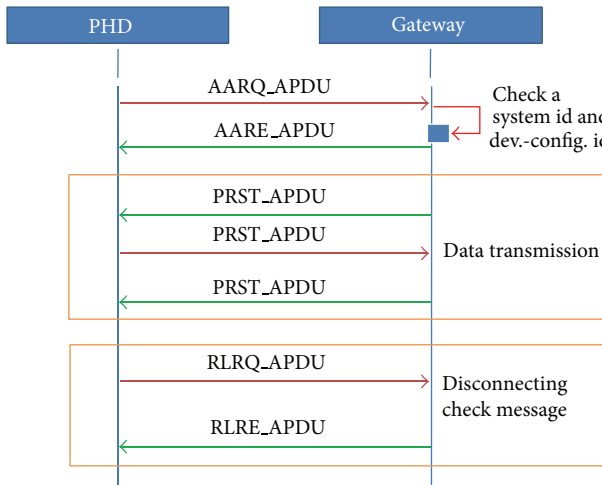 PHD
Gateway
AARQ_APDU
Check a
system id and
dev.-config. id
AARE_APDU
PRST_APDU
PRST_APDU
Data transmission
PRST_APDU
RLRQ_APDU
Disconnecting
check message
RLRE_APDU